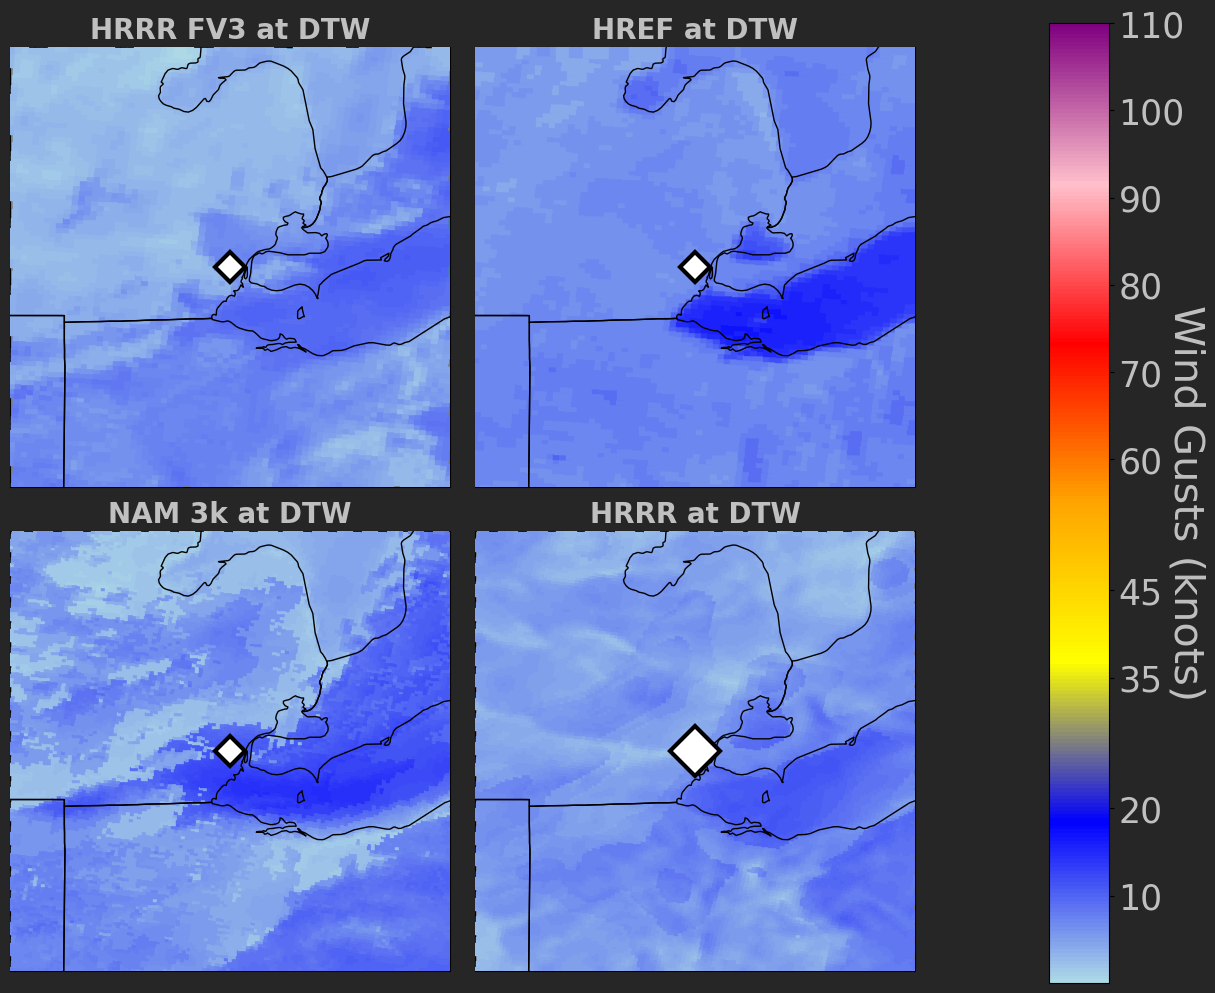 HRRR FV3 at DTW
HREF at DTW
NAM 3k at DTW
HRRR at DTW
110
100
90
80
70
60
45
35
20
10
Wind Gusts (knots)